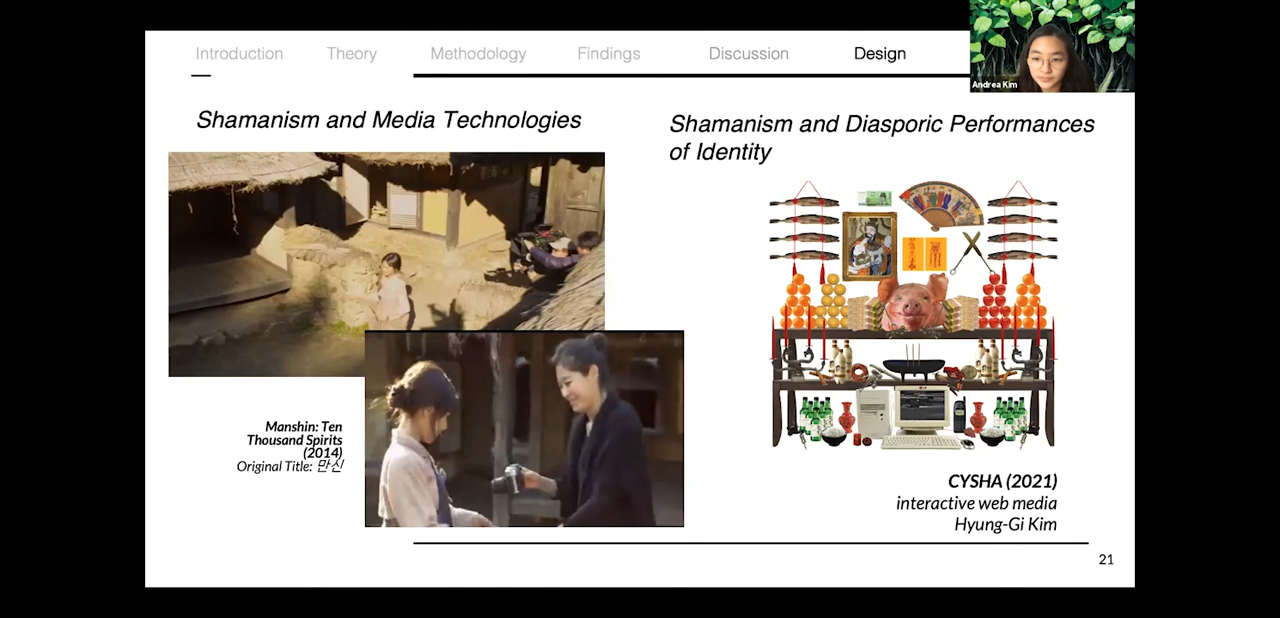 Introduction
Theory
Methodology
Findings
Discussion
Design
Andrea Kim
Shamanism and Media Technologies
Shamanism and Diasporic Performances
of Identity
Manshin: Ten
Thousand Spirits
(2014)
Original Title: 만신
CYSHA (2021)
interactive web media
Hyung-Gi Kim
21